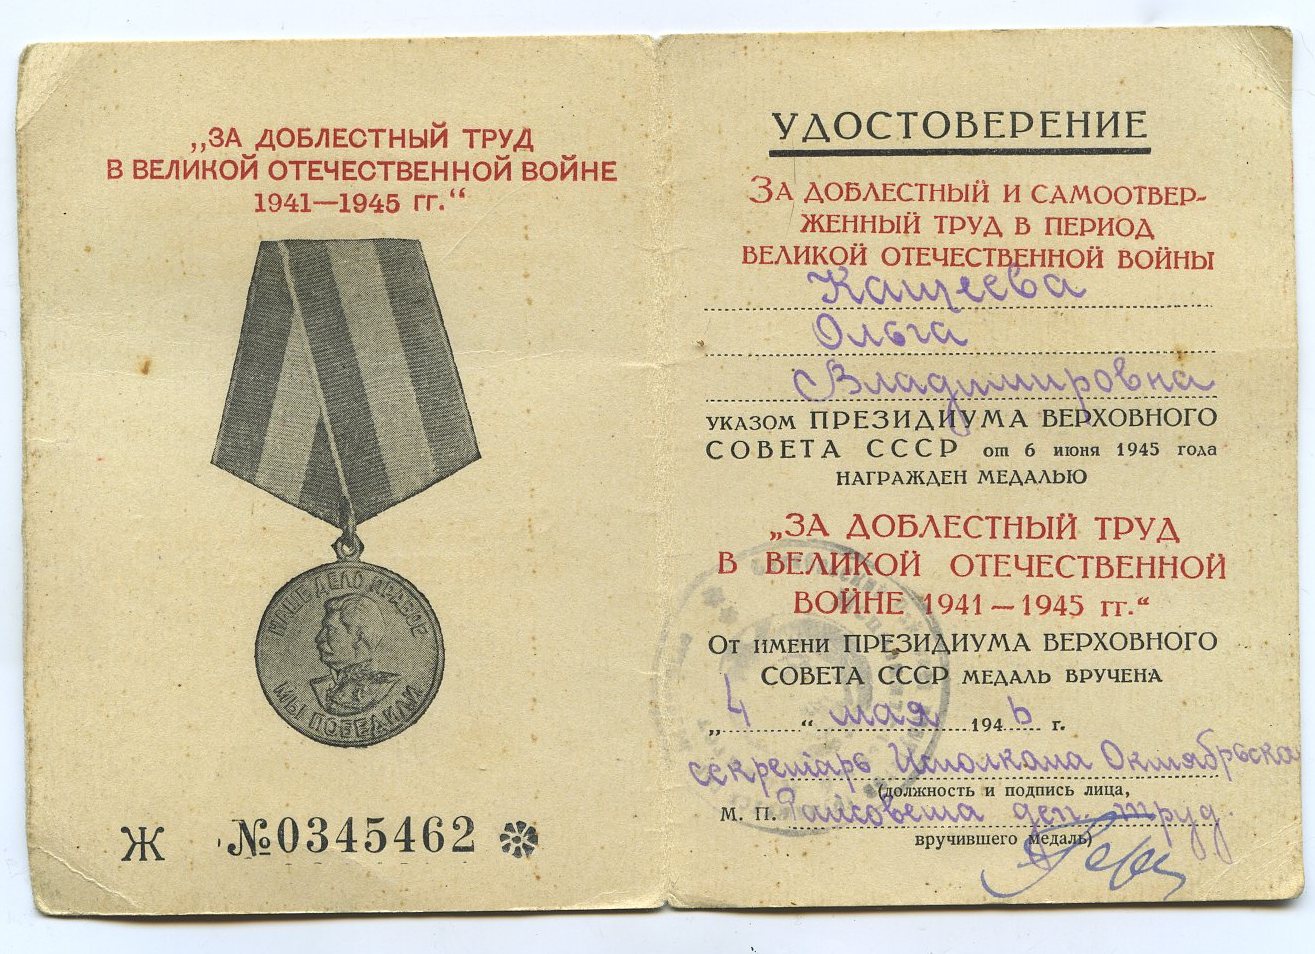 „ЗА ДОБЛЕСТНЫЙ ТРУД
В ВЕЛИКОЙ ОТЕЧЕСТВЕННОЙ ВОЙНЕ
1941—1945 гг.“
НАШЕ ДЕЛО ПРАВОЕ
МЫ ПОБЕДИЛИ
Ж №0345462
УДОСТОВЕРЕНИЕ
ЗА ДОБЛЕСТНЫЙ И САМООТВЕР-
ЖЕННЫЙ ТРУД В ПЕРИОД
ВЕЛИКОЙ ОТЕЧЕСТВЕННОЙ ВОЙНЫ
Кащеева
Ольга
Владимировна
УКАЗОМ ПРЕЗИДИУМА ВЕРХОВНОГО
СОВЕТА СССР от 6 июня 1945 года
НАГРАЖДЕН МЕДАЛЬЮ
„ЗА ДОБЛЕСТНЫЙ ТРУД
В ВЕЛИКОЙ ОТЕЧЕСТВЕННОЙ
ВОЙНЕ 1941—1945 гг.“
ОТ ИМЕНИ ПРЕЗИДИУМА ВЕРХОВНОГО
СОВЕТА СССР МЕДАЛЬ ВРУЧЕНА
„4“ мая 1946 г.
секретарь Исполкома Октябрьска
(должность и подпись лица,
М. П. Райсовета деп. труд.
вручившего медаль)